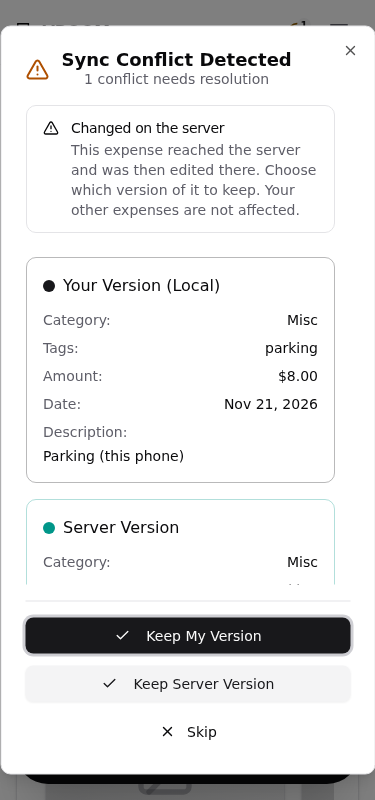 Sync Conflict Detected
1 conflict needs resolution
Changed on the server
This expense reached the server
and was then edited there. Choose
which version of it to keep. Your
other expenses are not affected.
Your Version (Local)
Category: Misc
Tags: parking
Amount: $8.00
Date: Nov 21, 2026
Description:
Parking (this phone)
Server Version
Category: Misc
Keep My Version
Keep Server Version
Skip